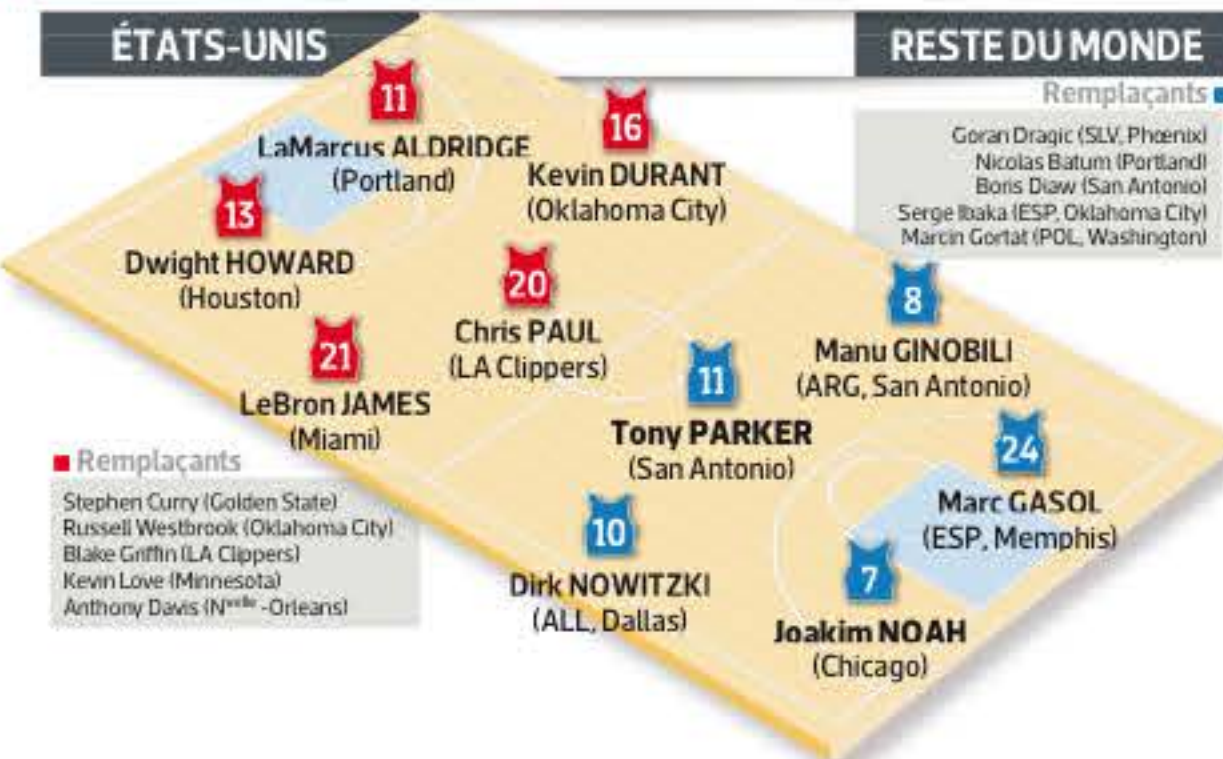 ÉTATS-UNIS
RESTE DU MONDE
Remplaçants
Goran Dragic (SLV, Phœnix)
Nicolas Batum (Portland)
Boris Diaw (San Antonio)
Serge Ibaka (ESP, Oklahoma City)
Marcin Gortat (POL, Washington)
11
LaMarcus ALDRIDGE
(Portland)
16
Kevin DURANT
(Oklahoma City)
13
Dwight HOWARD
(Houston)
20
Chris PAUL
(LA Clippers)
21
LeBron JAMES
(Miami)
8
Manu GINOBILI
(ARG, San Antonio)
11
Tony PARKER
(San Antonio)
24
Marc GASOL
(ESP, Memphis)
10
Dirk NOWITZKI
(ALL, Dallas)
7
Joakim NOAH
(Chicago)
Remplaçants
Stephen Curry (Golden State)
Russell Westbrook (Oklahoma City)
Blake Griffin (LA Clippers)
Kevin Love (Minnesota)
Anthony Davis (Nelle -Orleans)